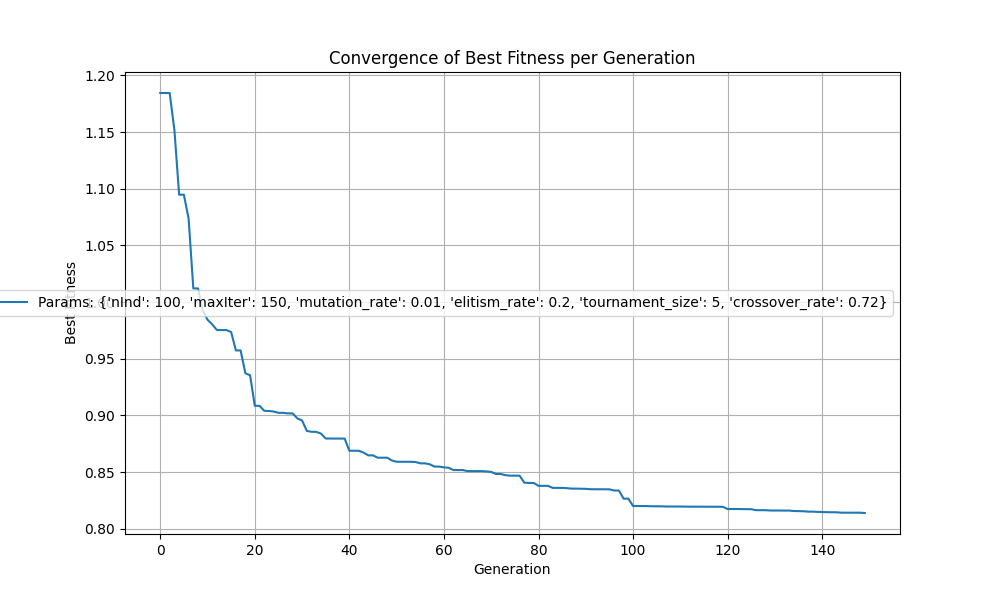 Convergence of Best Fitness per Generation
1.20
1.15
1.10
1.05
0.95
0.90
0.85
0.80
Best
Params: {'nInd': 100, 'maxIter': 150, 'mutation_rate': 0.01, 'elitism_rate': 0.2, 'tournament_size': 5, 'crossover_rate': 0.72}
0 20 40 60 80 100 120 140
Generation